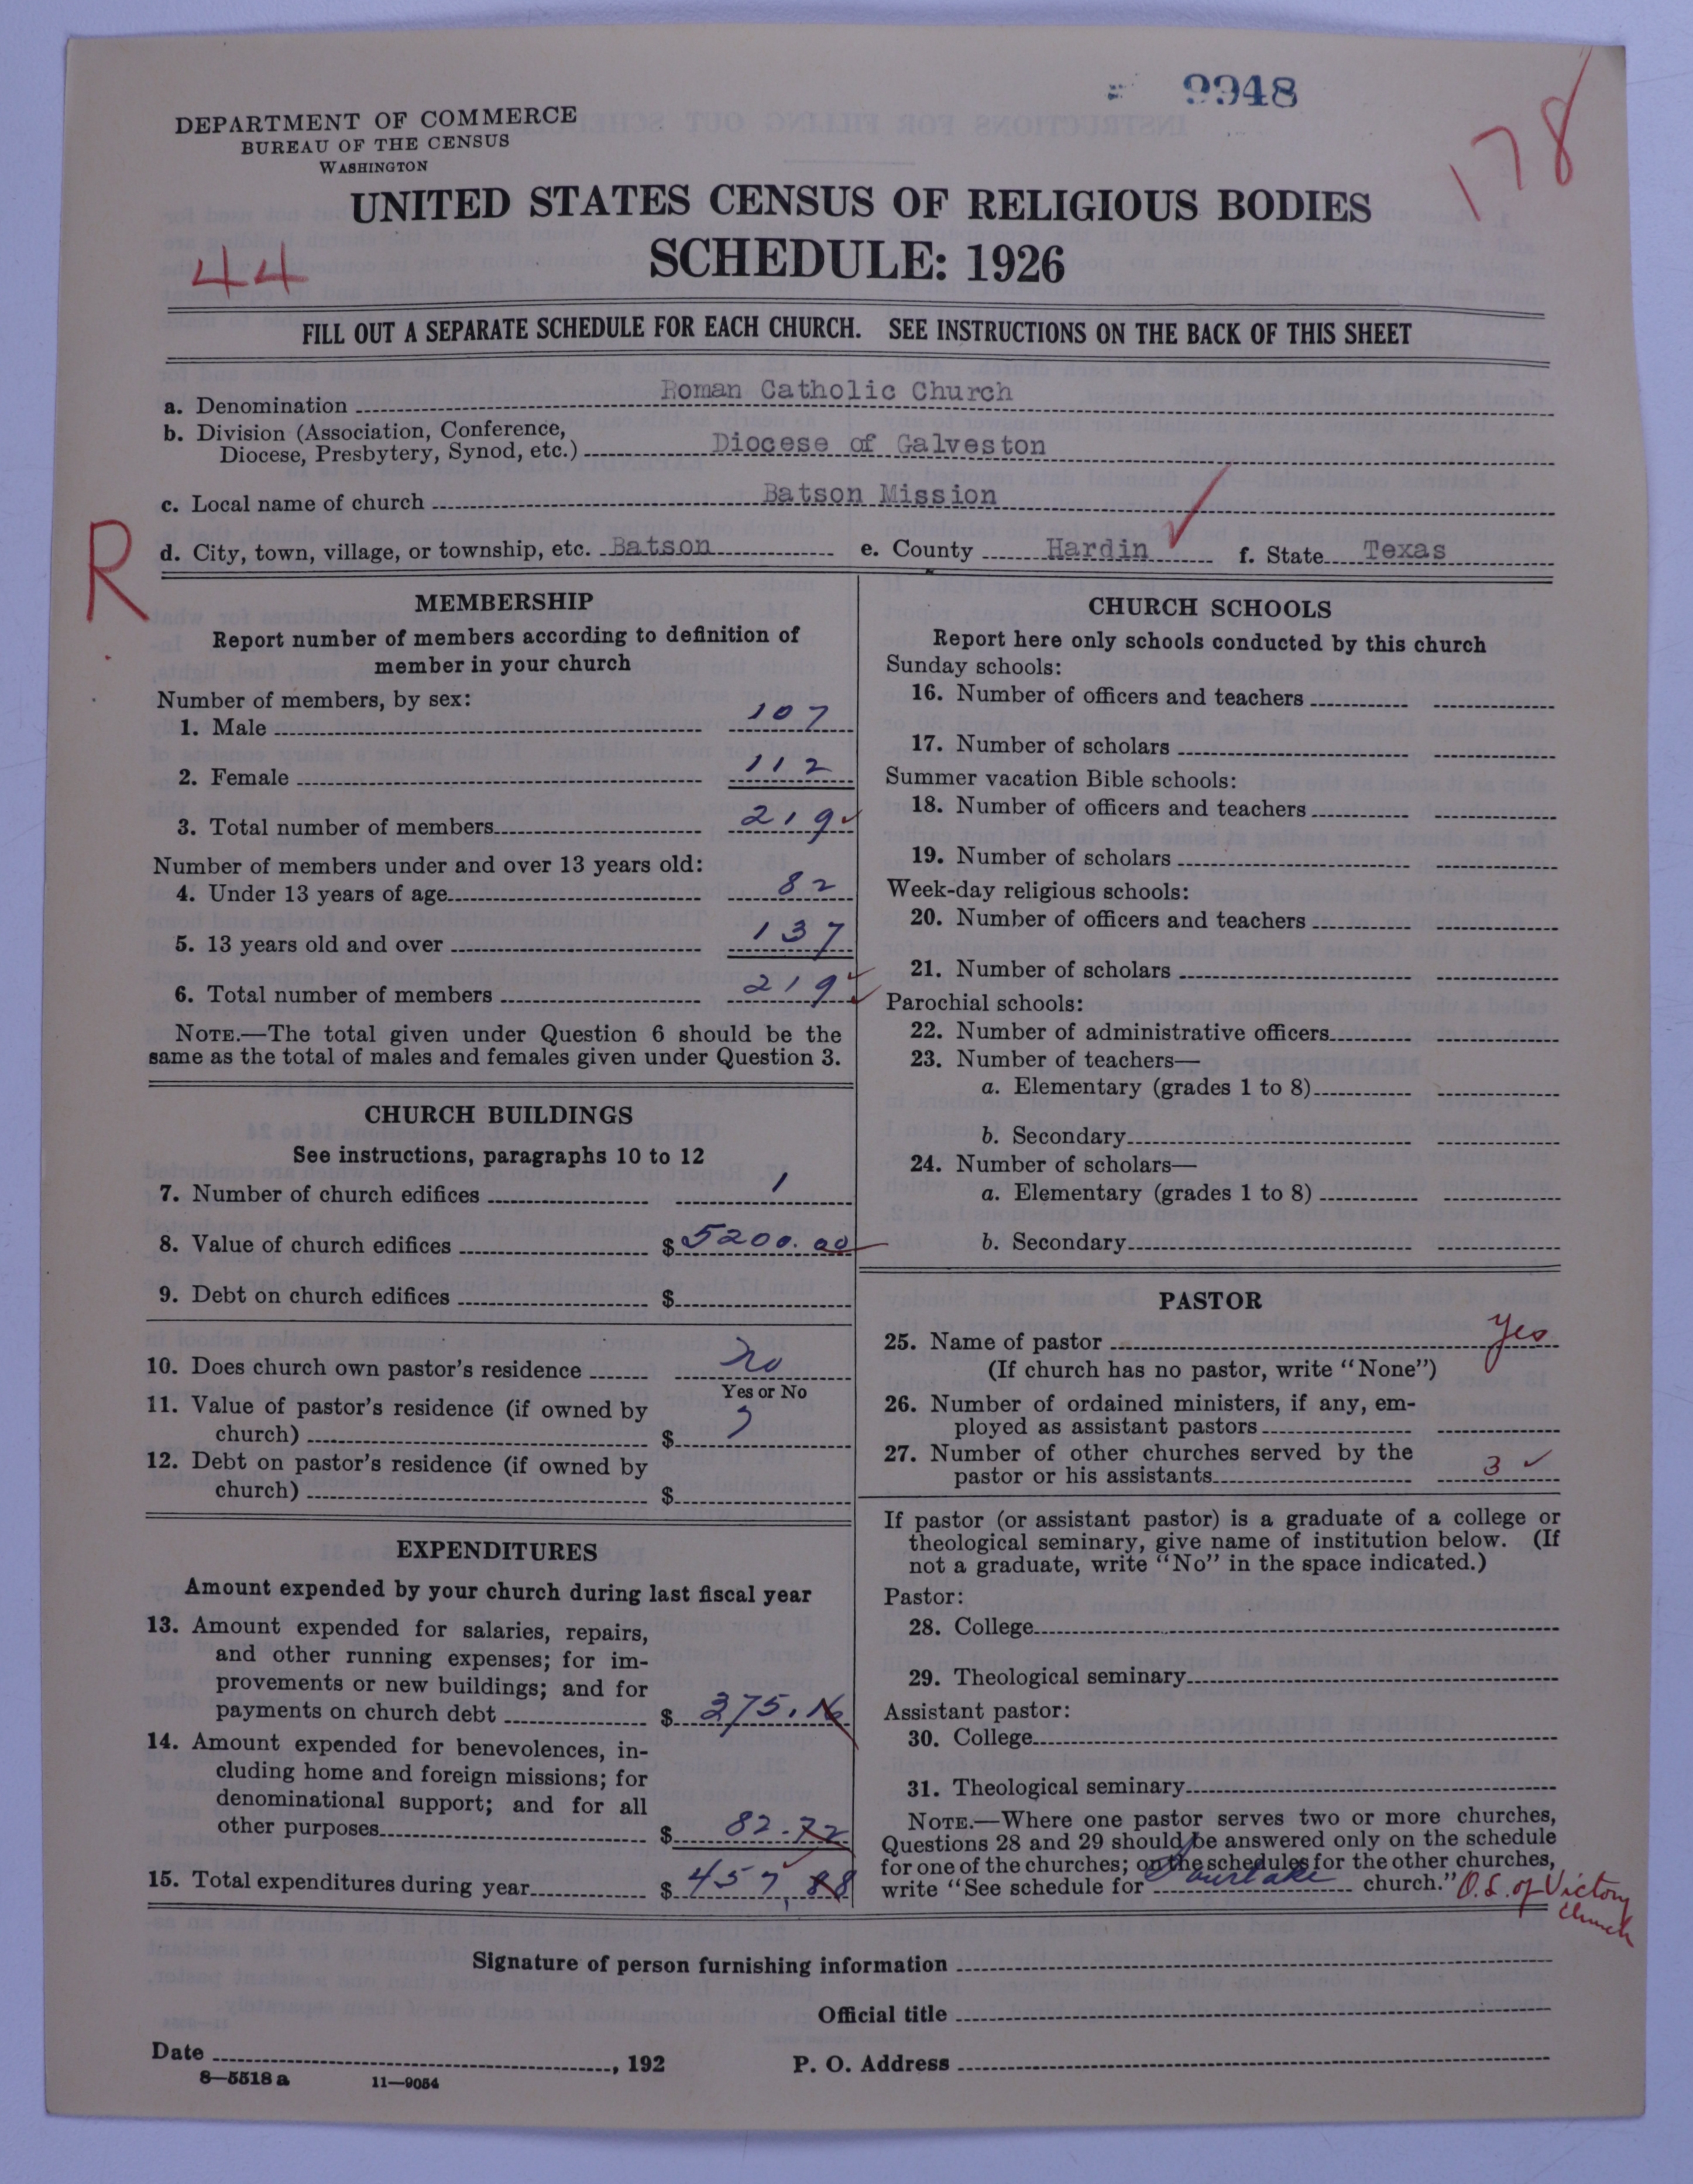 9948
178
DEPARTMENT OF COMMERCE
BUREAU OF THE CENSUS
WASHINGTON
UNITED STATES CENSUS OF RELIGIOUS BODIES
SCHEDULE: 1926
44
FILL OUT A SEPARATE SCHEDULE FOR EACH CHURCH. SEE INSTRUCTIONS ON THE BACK OF THIS SHEET
a. Denomination Roman Catholic Church
b. Division (Association, Conference,
Diocese, Presbytery, Synod, etc.) Diocese of Galveston
c. Local name of church Batson Mission
R
d. City, town, village, or township, etc. Batson e. County Hardin f. State Texas
MEMBERSHIP
Report number of members according to definition of
member in your church
Number of members, by sex:
1. Male 107
2. Female 112
3. Total number of members 219
Number of members under and over 13 years old:
4. Under 13 years of age 82
5. 13 years old and over 137
6. Total number of members 219
NOTE.—The total given under Question 6 should be the
same as the total of males and females given under Question 3.
CHURCH BUILDINGS
See instructions, paragraphs 10 to 12
7. Number of church edifices 1
8. Value of church edifices $ 5200.00
9. Debt on church edifices $
10. Does church own pastor's residence no
Yes or No
11. Value of pastor's residence (if owned by
church) $
12. Debt on pastor's residence (if owned by
church) $
EXPENDITURES
Amount expended by your church during last fiscal year
13. Amount expended for salaries, repairs,
and other running expenses; for im-
provements or new buildings; and for
payments on church debt $ 375.16
14. Amount expended for benevolences, in-
cluding home and foreign missions; for
denominational support; and for all
other purposes $ 82.72
15. Total expenditures during year $ 457.88
CHURCH SCHOOLS
Report here only schools conducted by this church
Sunday schools:
16. Number of officers and teachers
17. Number of scholars
Summer vacation Bible schools:
18. Number of officers and teachers
19. Number of scholars
Week-day religious schools:
20. Number of officers and teachers
21. Number of scholars
Parochial schools:
22. Number of administrative officers
23. Number of teachers—
a. Elementary (grades 1 to 8)
b. Secondary
24. Number of scholars—
a. Elementary (grades 1 to 8)
b. Secondary
PASTOR
25. Name of pastor yes
(If church has no pastor, write "None")
26. Number of ordained ministers, if any, em-
ployed as assistant pastors
27. Number of other churches served by the
pastor or his assistants 3
If pastor (or assistant pastor) is a graduate of a college or
theological seminary, give name of institution below. (If
not a graduate, write "No" in the space indicated.)
Pastor:
28. College
29. Theological seminary
Assistant pastor:
30. College
31. Theological seminary
NOTE.—Where one pastor serves two or more churches,
Questions 28 and 29 should be answered only on the schedule
for one of the churches; on the schedules for the other churches,
write "See schedule for Sourlake church." O.L. of Victory
Church
Signature of person furnishing information
Official title
Date , 192 P. O. Address
8—5518 a 11—9054